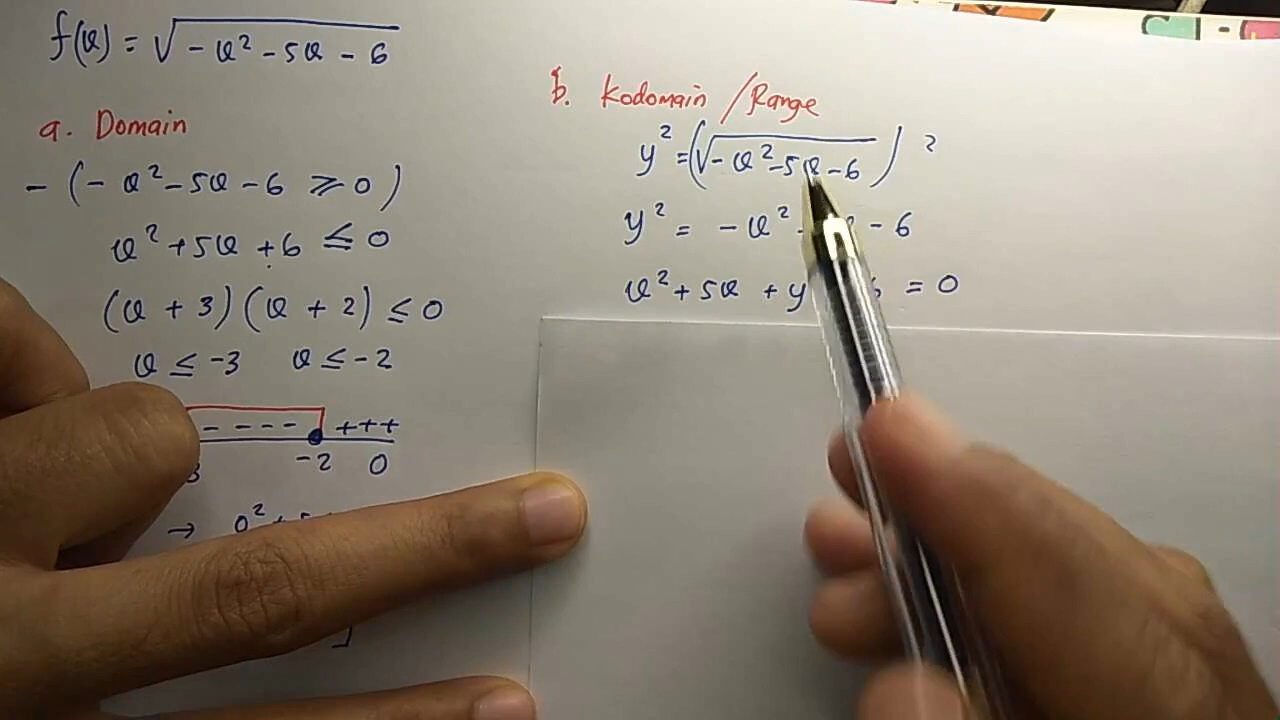 f(x) = √-x² - 5x - 6
a. Domain
- (- x² - 5x - 6 ≥ 0)
x² + 5x + 6 ≤ 0
(x + 3)(x + 2) ≤ 0
x ≤ -3 x ≤ -2
- - - - +++
-2 0
→ 0² +
]
b. Kodomain / Range
y² = (√-x² - 5x - 6)²
y² = - x² - 6
x² + 5x + y = 0